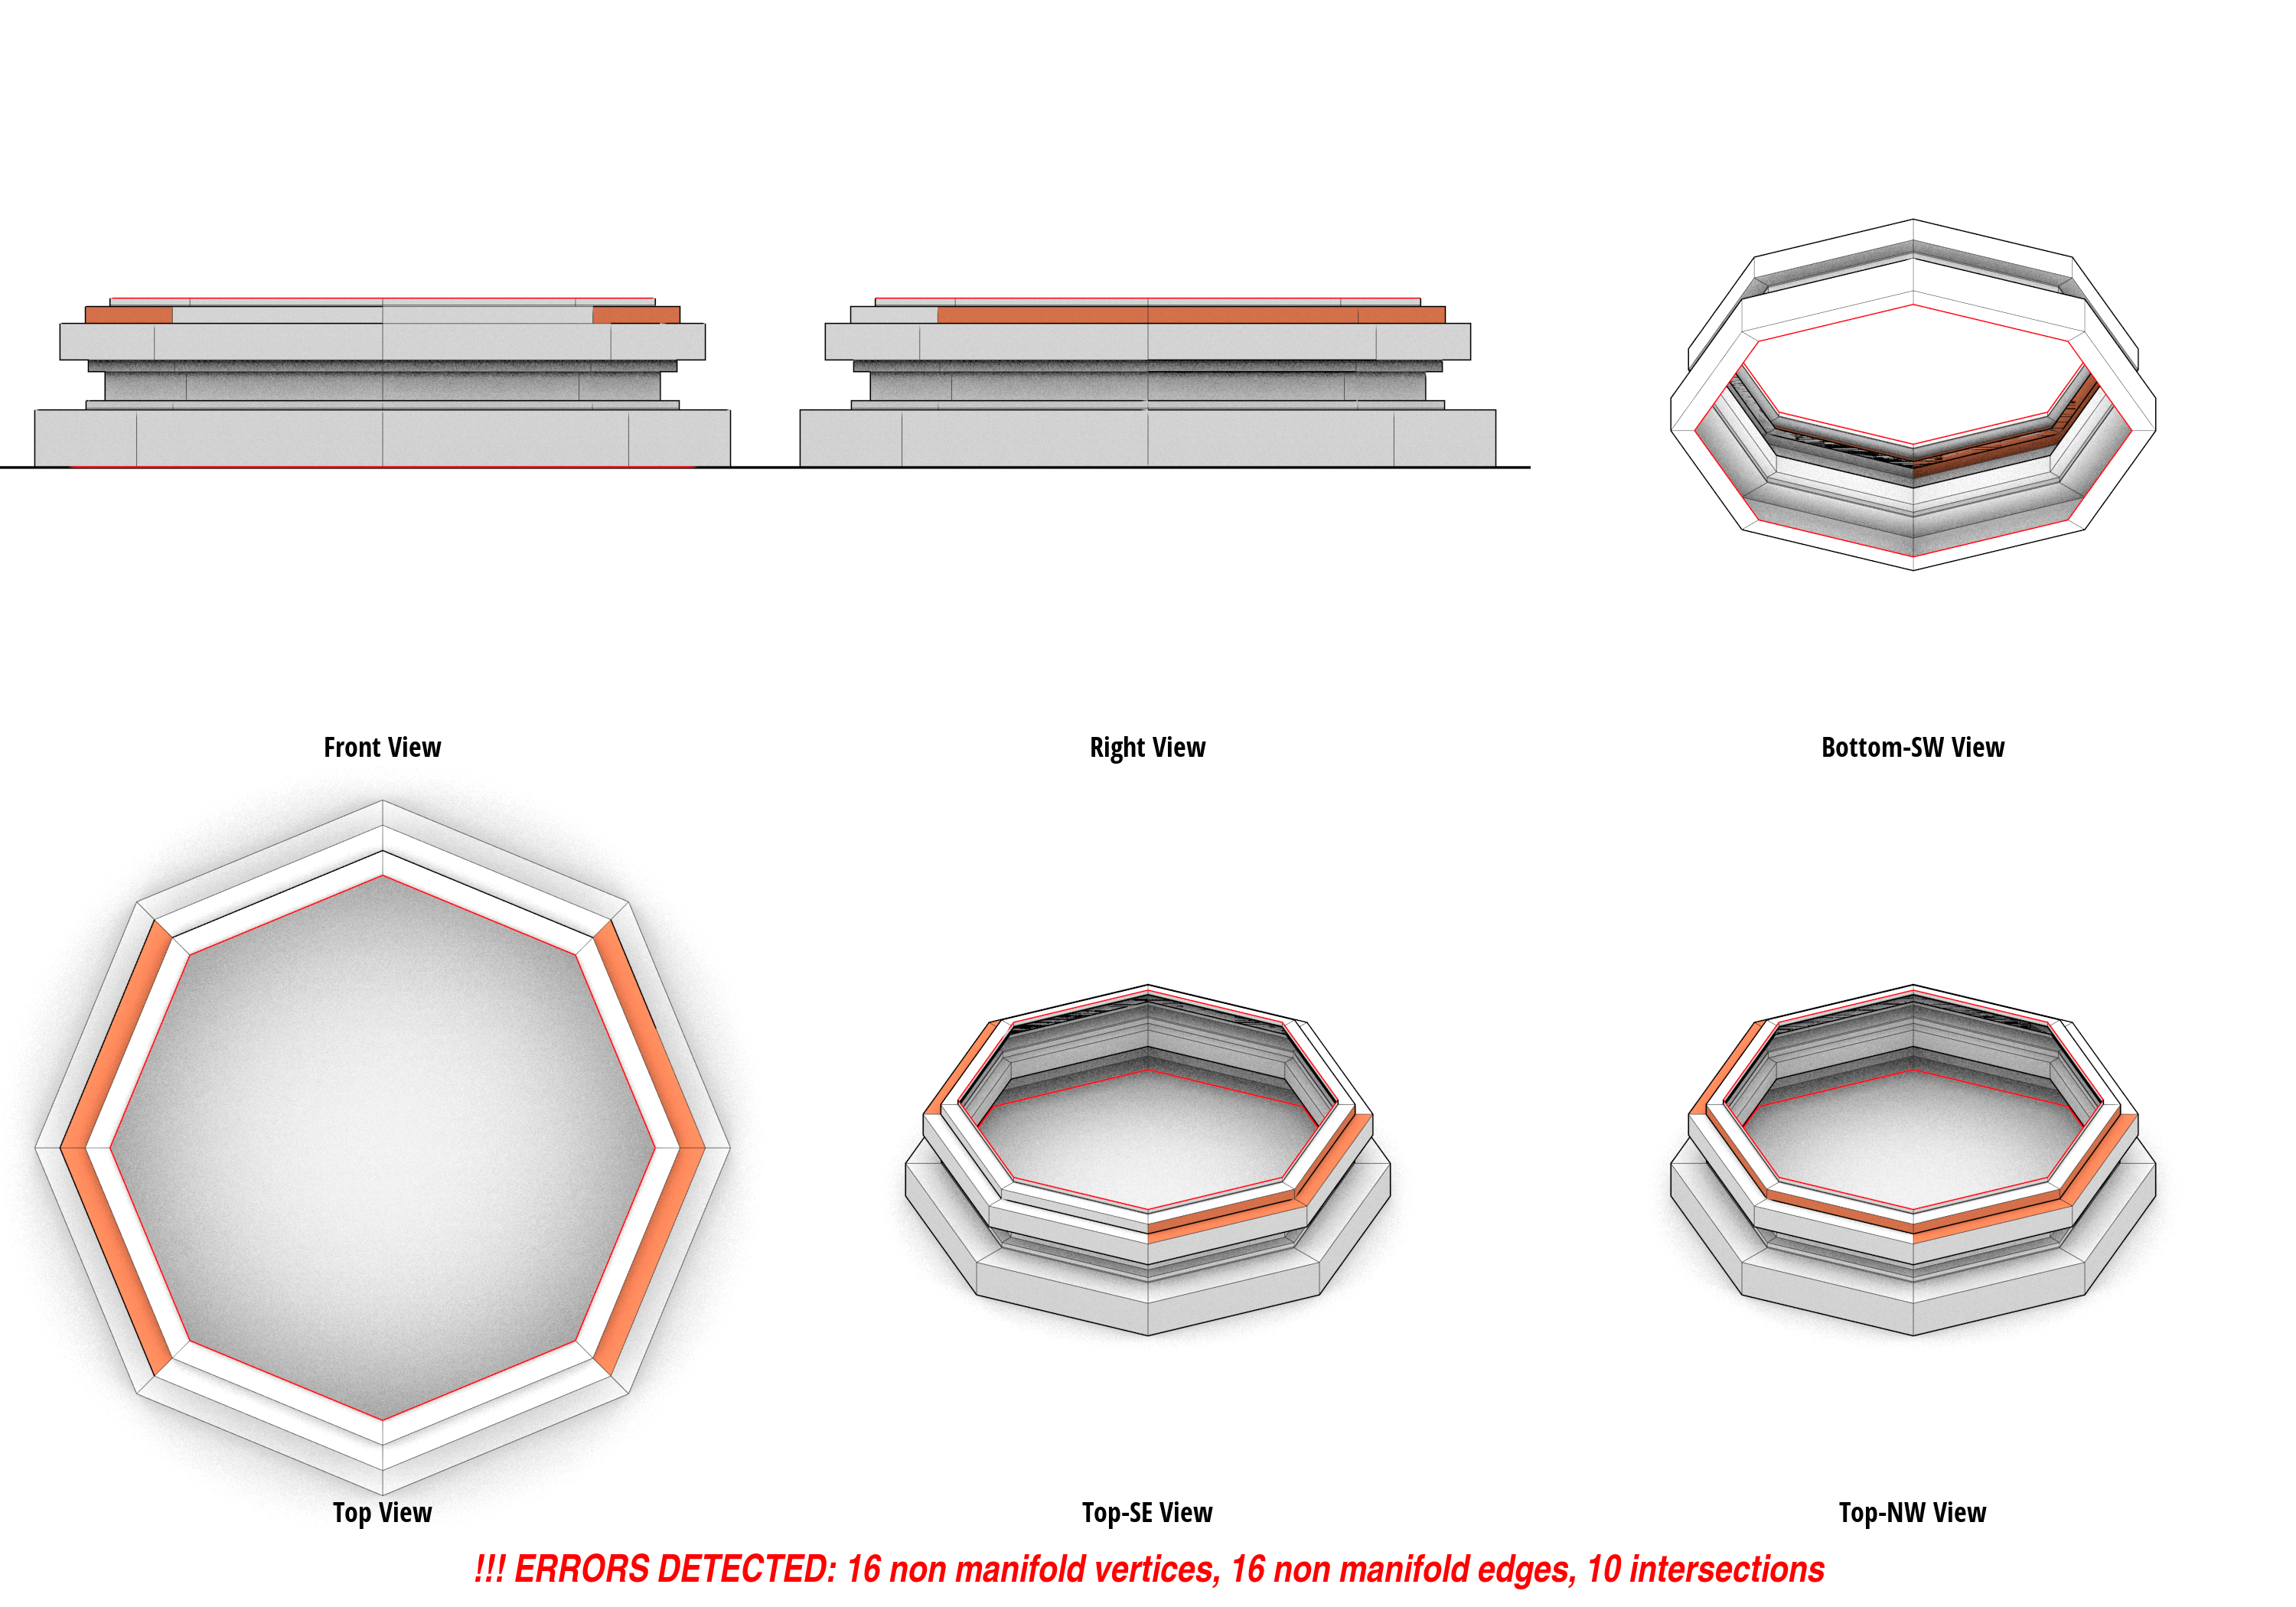 Front View
Right View
Bottom-SW View
Top View
Top-SE View
Top-NW View
!!! ERRORS DETECTED: 16 non manifold vertices, 16 non manifold edges, 10 intersections